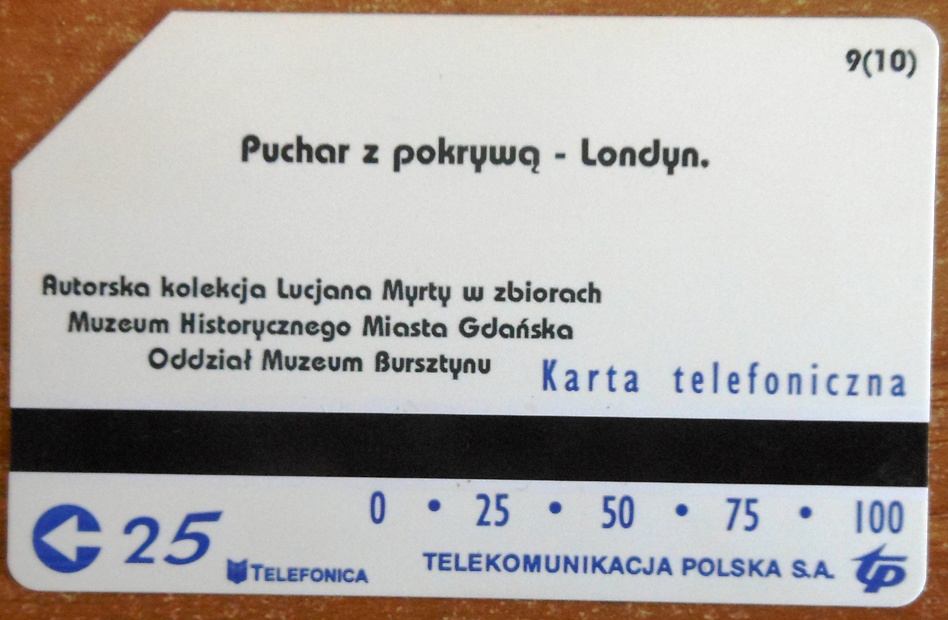 9(10)
Puchar z pokrywą - Londyn.
Autorska kolekcja Lucjana Myrty w zbiorach
Muzeum Historycznego Miasta Gdańska
Oddział Muzeum Bursztynu
Karta telefoniczna
0 • 25 • 50 • 75 • 100
25
TELEFONICA
TELEKOMUNIKACJA POLSKA S.A.
tp